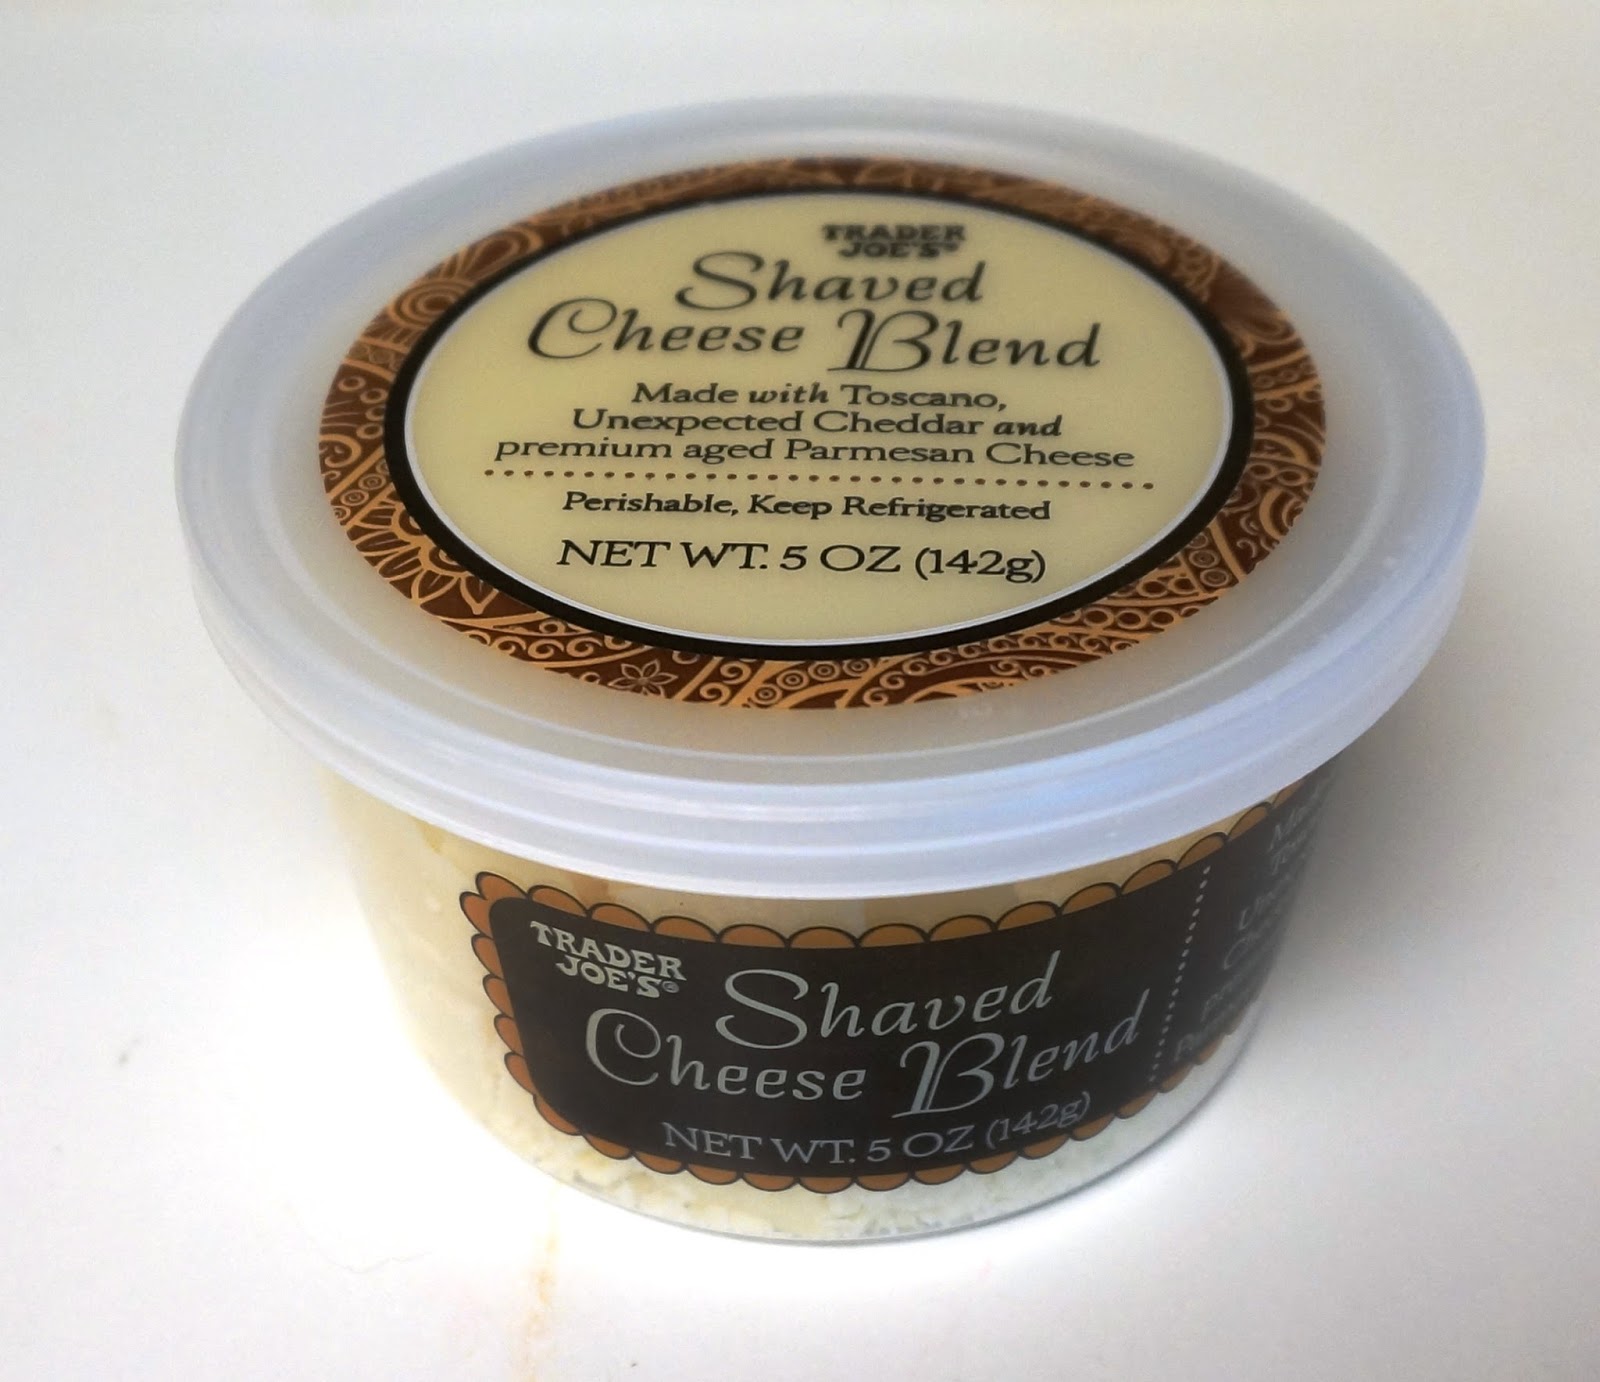 TRADER
JOE'S®
Shaved
Cheese Blend
Made with Toscano,
Unexpected Cheddar and
premium aged Parmesan Cheese
Perishable, Keep Refrigerated
NET WT. 5 OZ (142g)
TRADER
JOE'S®
Shaved
Cheese Blend
NET WT. 5 OZ (142g)